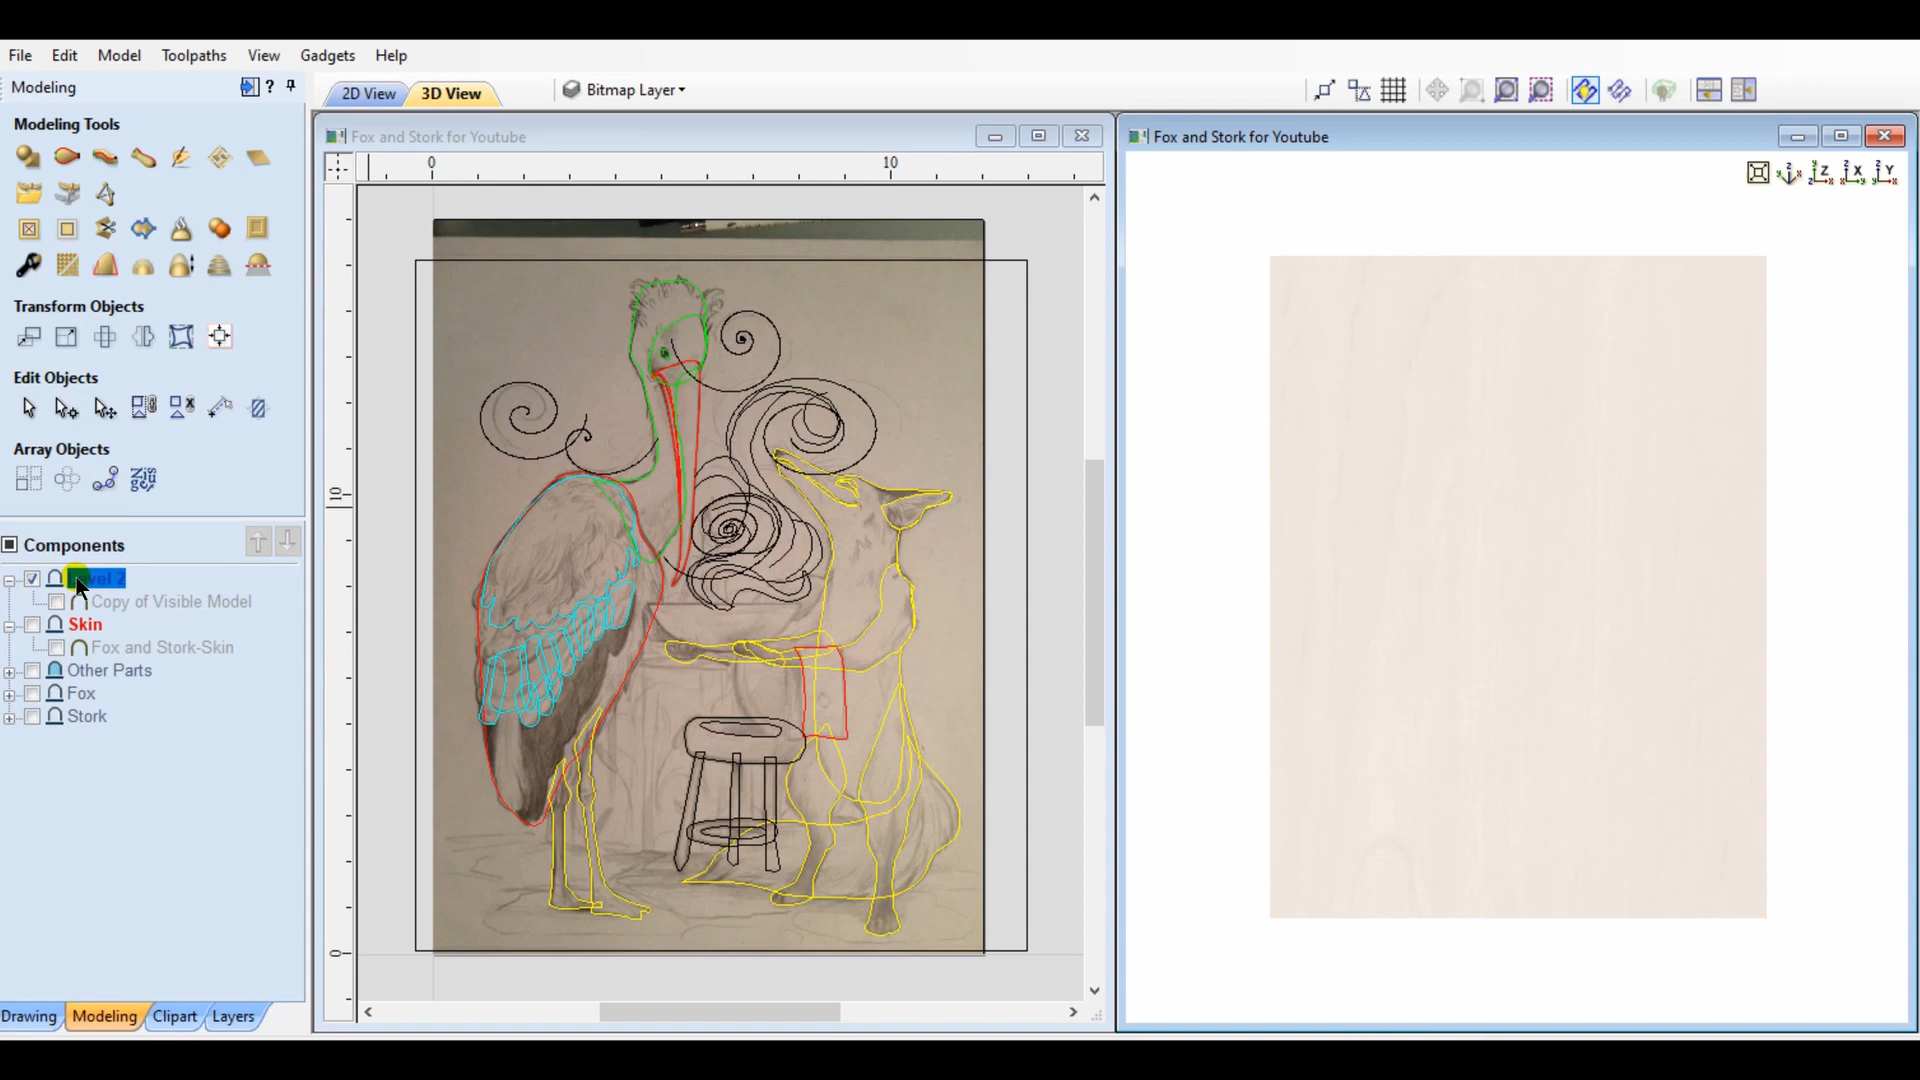 File Edit Model Toolpaths View Gadgets Help
Modeling ?
2D View 3D View Bitmap Layer
Modeling Tools
Fox and Stork for Youtube
Fox and Stork for Youtube
0 10
Transform Objects
Edit Objects
Array Objects
10
0
Components
Copy of Visible Model
Skin
Fox and Stork-Skin
Other Parts
Fox
Stork
Drawing Modeling Clipart Layers